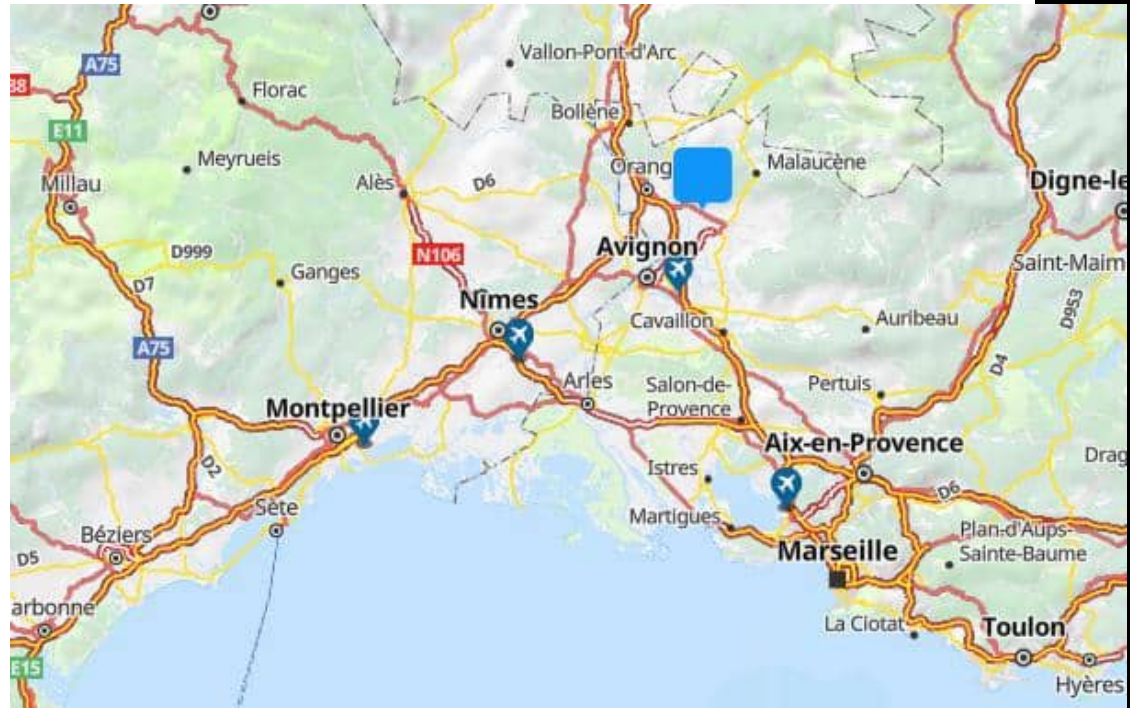 Vallon-Pont-d'Arc
A75
88
Florac
Bollène
E11
Meyrueis
Orang
Malaucène
Millau
Alès
D6
Digne-le
D999
N106
Avignon
Saint-Maim
D7
Ganges
Nîmes
D953
Cavaillon
Auribeau
A75
D4
Arles
Salon-de-
Provence
Pertuis
Montpellier
Aix-en-Provence
D2
Istres
Drag
D6
Sète
Martigues
Béziers
Plan-d'Aups-
Sainte-Baume
D5
Marseille
arbonne
La Ciotat
Toulon
E15
Hyères